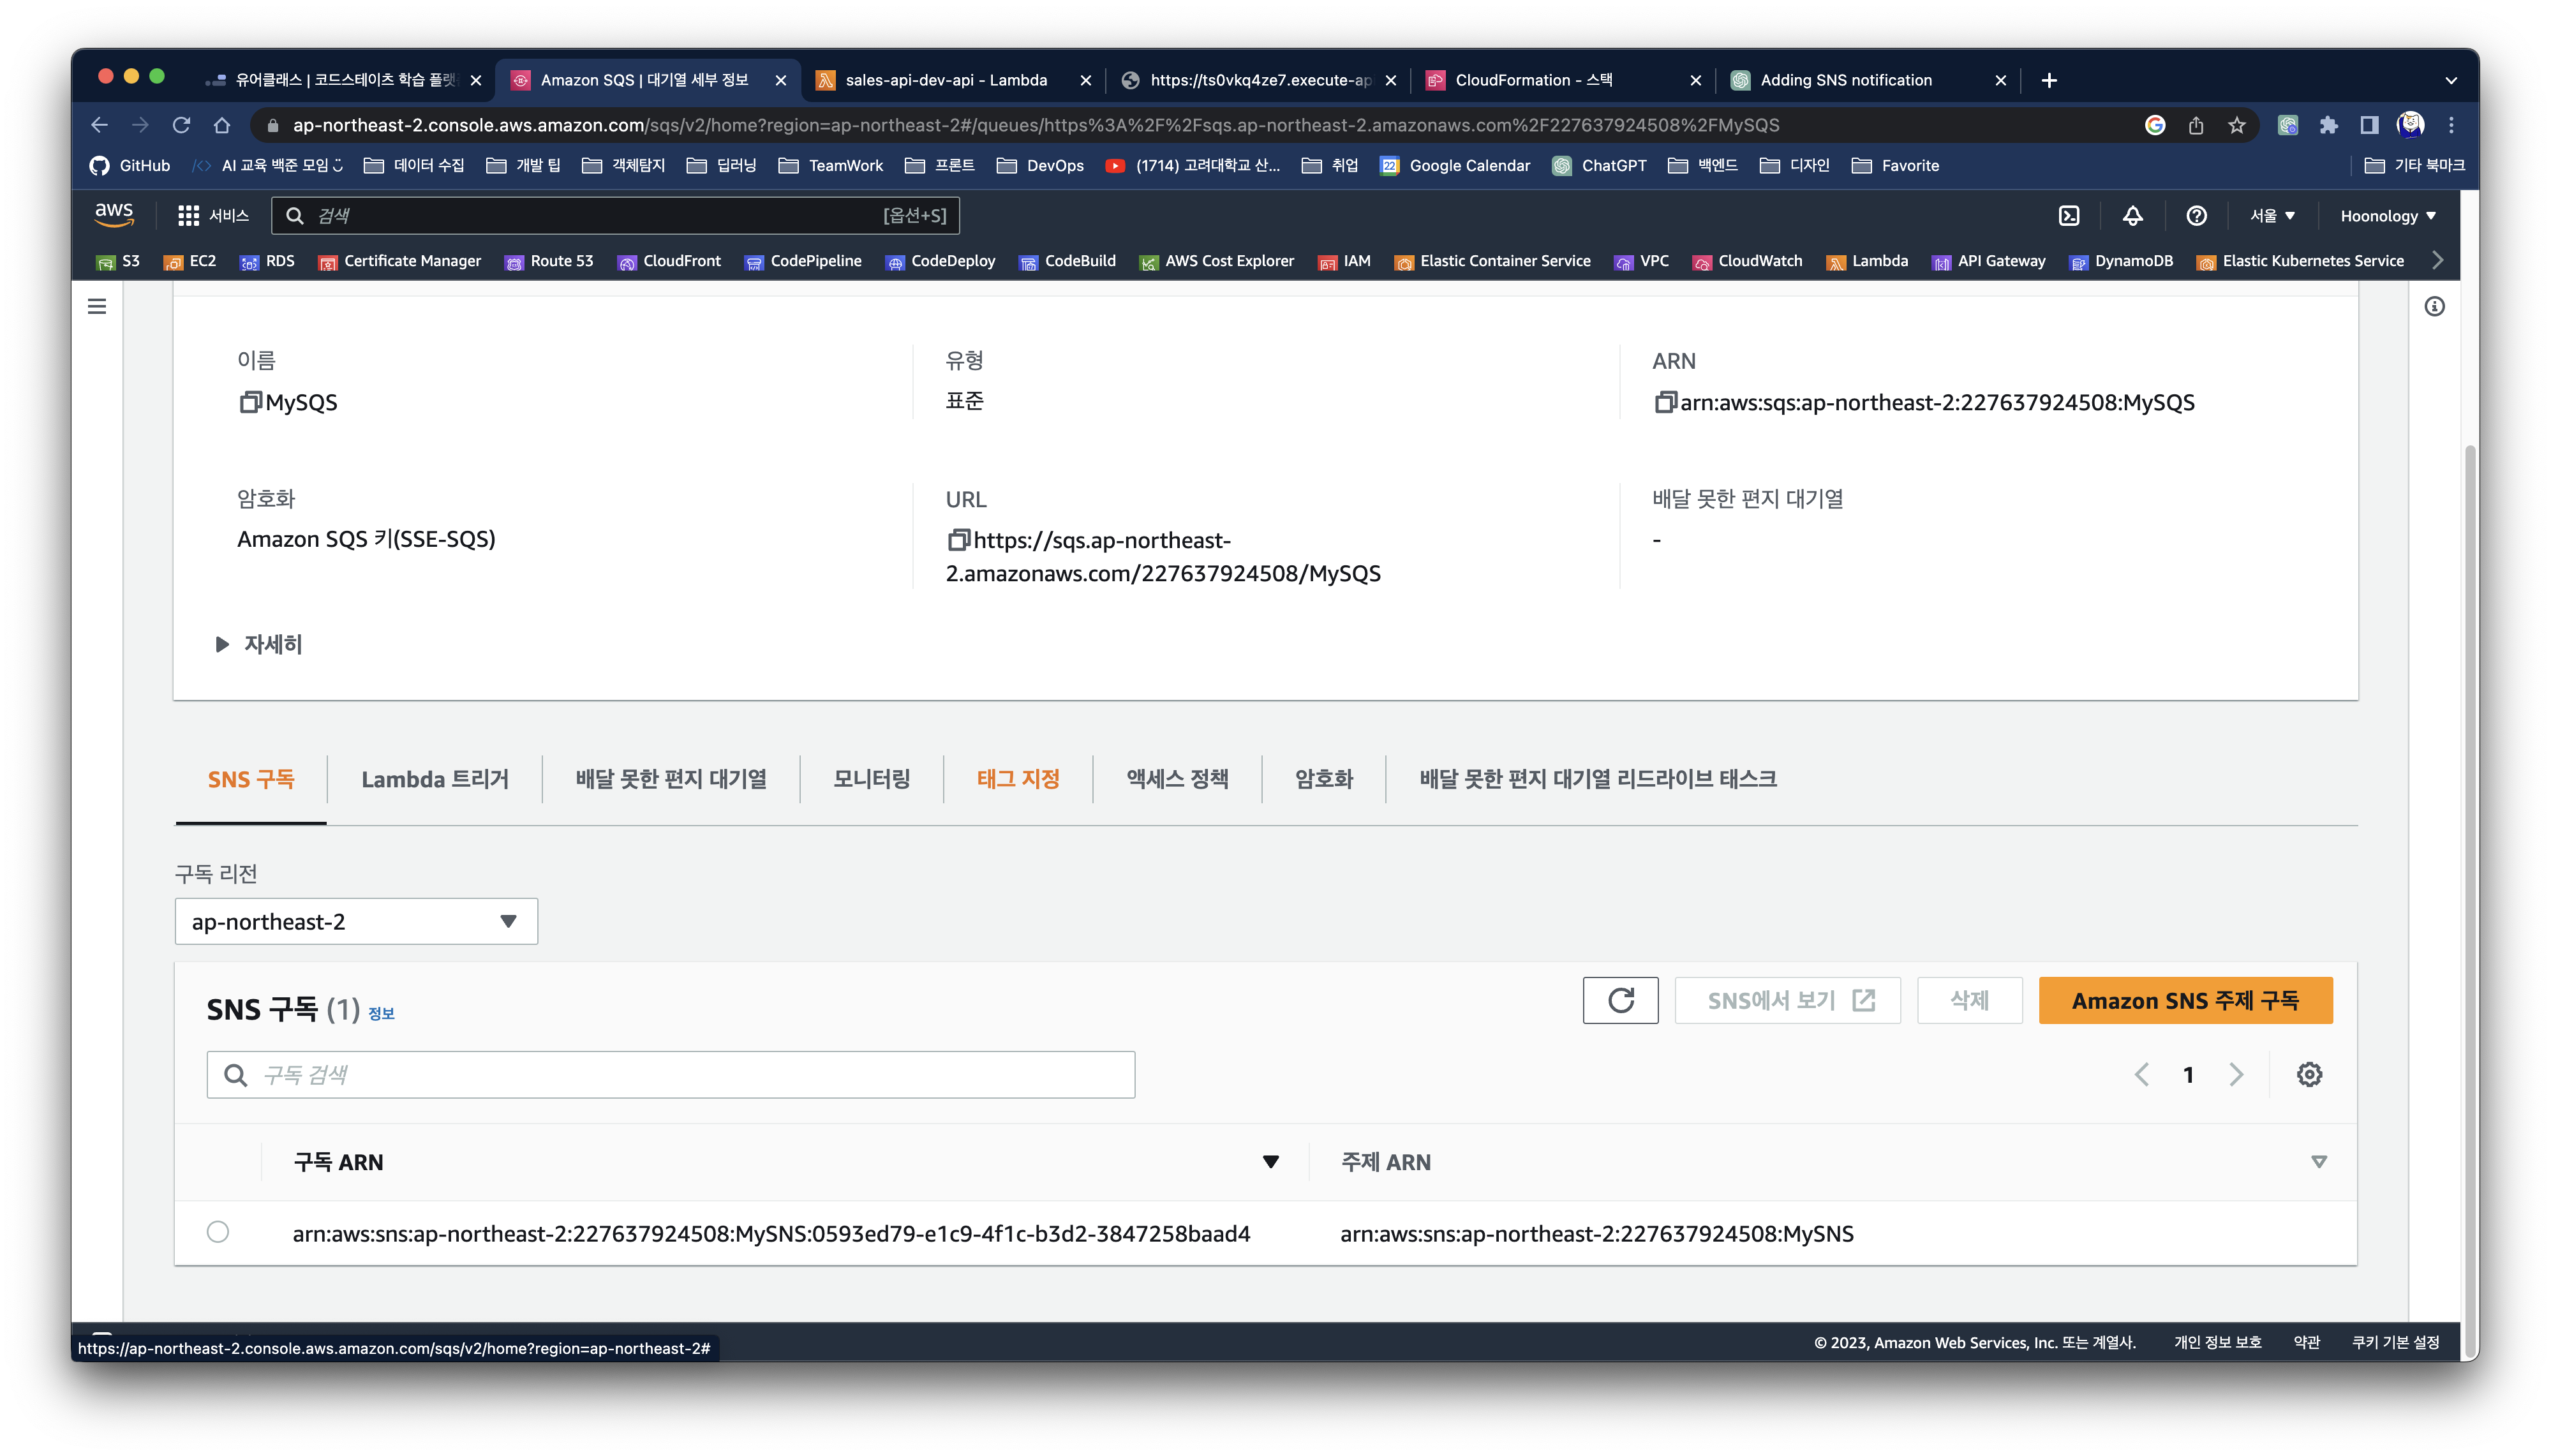 유어클래스 | 코드스테이츠 학습 플랫
Amazon SQS | 대기열 세부 정보
sales-api-dev-api - Lambda
https://ts0vkq4ze7.execute-ap
CloudFormation - 스택
Adding SNS notification
ap-northeast-2.console.aws.amazon.com/sqs/v2/home?region=ap-northeast-2#/queues/https%3A%2F%2Fsqs.ap-northeast-2.amazonaws.com%2F227637924508%2FMySQS
GitHub
AI 교육 백준 모임
데이터 수집
개발 팁
객체탐지
딥러닝
TeamWork
프론트
DevOps
(1714) 고려대학교 산...
취업
22
Google Calendar
ChatGPT
백엔드
디자인
Favorite
기타 북마크
aws
서비스
검색
[옵션+S]
서울
Hoonology
S3
EC2
RDS
Certificate Manager
Route 53
CloudFront
CodePipeline
CodeDeploy
CodeBuild
AWS Cost Explorer
IAM
Elastic Container Service
VPC
CloudWatch
Lambda
API Gateway
DynamoDB
Elastic Kubernetes Service
이름
MySQS
유형
표준
ARN
arn:aws:sqs:ap-northeast-2:227637924508:MySQS
암호화
Amazon SQS 키(SSE-SQS)
URL
https://sqs.ap-northeast-
2.amazonaws.com/227637924508/MySQS
배달 못한 편지 대기열
-
자세히
SNS 구독
Lambda 트리거
배달 못한 편지 대기열
모니터링
태그 지정
액세스 정책
암호화
배달 못한 편지 대기열 리드라이브 태스크
구독 리전
ap-northeast-2
SNS 구독 (1) 정보
SNS에서 보기
삭제
Amazon SNS 주제 구독
구독 검색
1
구독 ARN
주제 ARN
arn:aws:sns:ap-northeast-2:227637924508:MySNS:0593ed79-e1c9-4f1c-b3d2-3847258baad4
arn:aws:sns:ap-northeast-2:227637924508:MySNS
https://ap-northeast-2.console.aws.amazon.com/sqs/v2/home?region=ap-northeast-2#
© 2023, Amazon Web Services, Inc. 또는 계열사.
개인 정보 보호
약관
쿠키 기본 설정